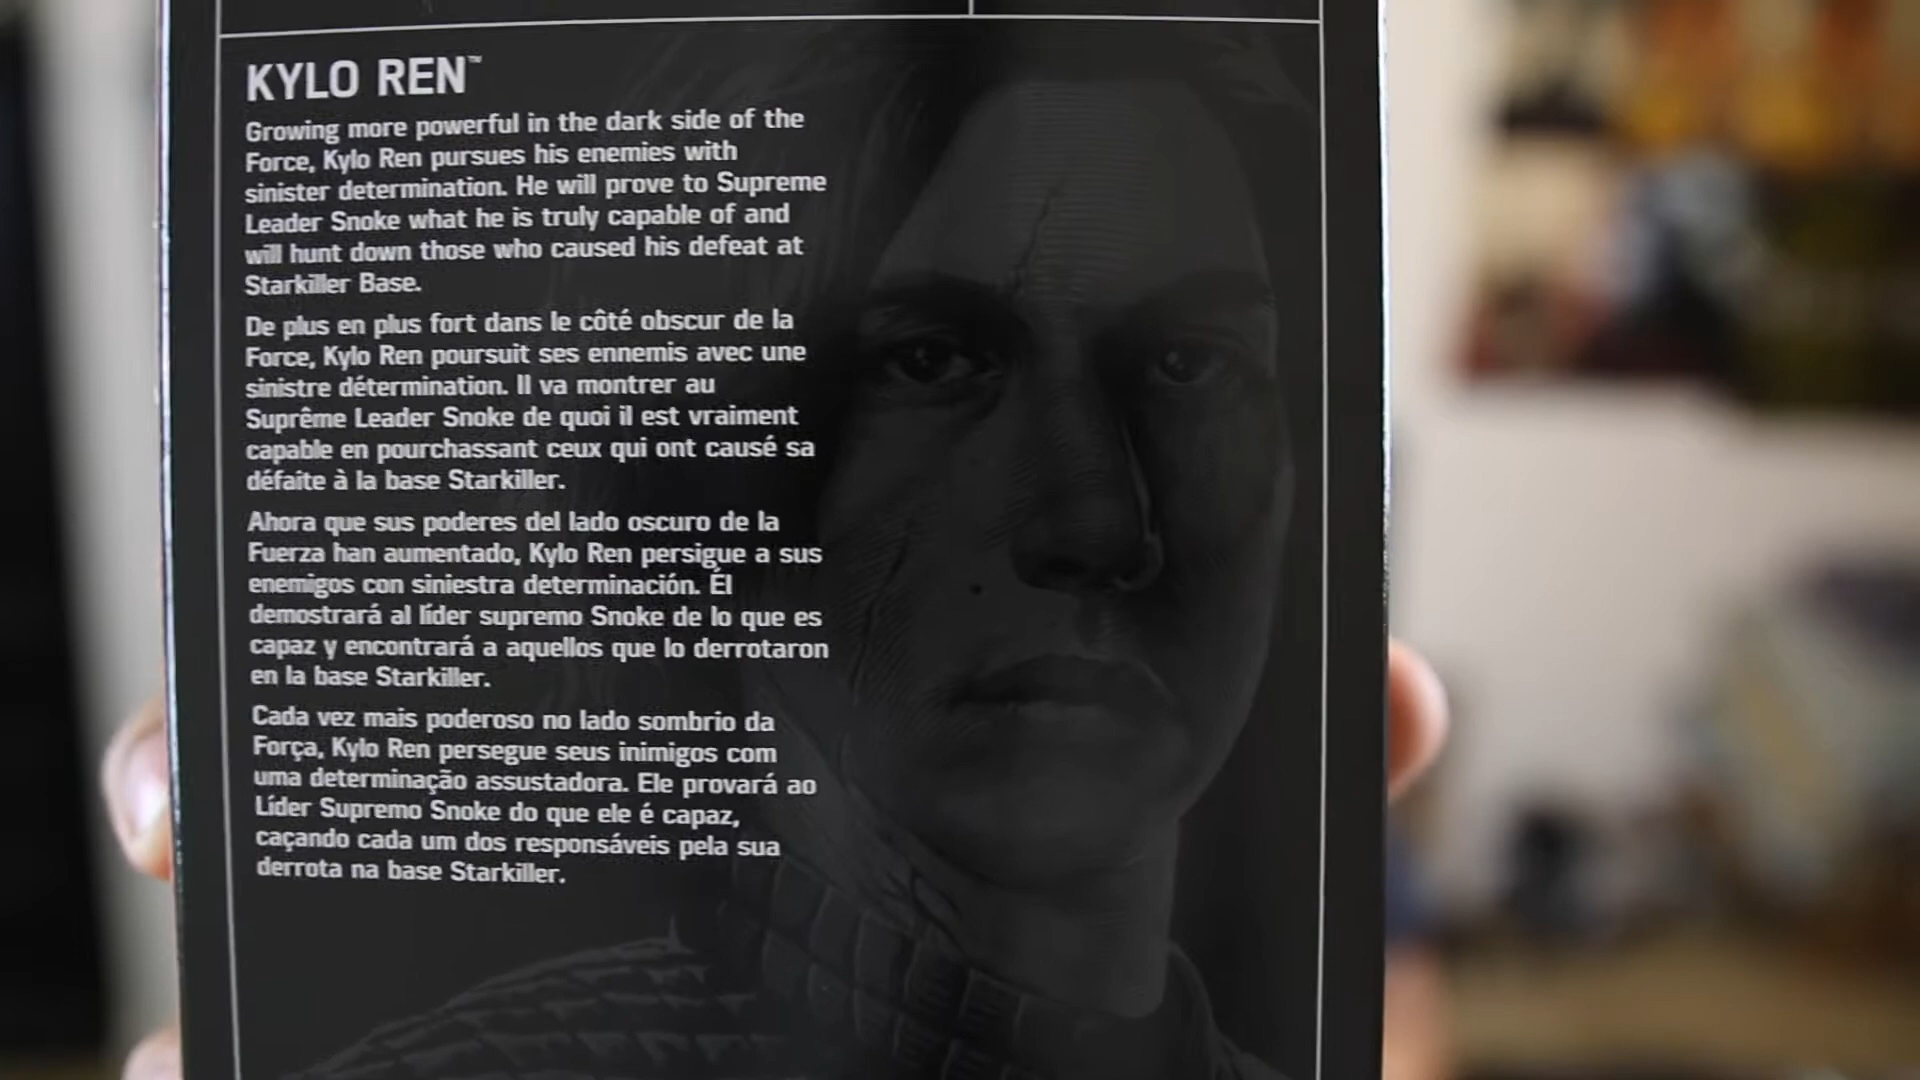 KYLO REN™
Growing more powerful in the dark side of the
Force, Kylo Ren pursues his enemies with
sinister determination. He will prove to Supreme
Leader Snoke what he is truly capable of and
will hunt down those who caused his defeat at
Starkiller Base.
De plus en plus fort dans le côté obscur de la
Force, Kylo Ren poursuit ses ennemis avec une
sinistre détermination. Il va montrer au
Suprême Leader Snoke de quoi il est vraiment
capable en pourchassant ceux qui ont causé sa
défaite à la base Starkiller.
Ahora que sus poderes del lado oscuro de la
Fuerza han aumentado, Kylo Ren persigue a sus
enemigos con siniestra determinación. Él
demostrará al líder supremo Snoke de lo que es
capaz y encontrará a aquellos que lo derrotaron
en la base Starkiller.
Cada vez mais poderoso no lado sombrio da
Força, Kylo Ren persegue seus inimigos com
uma determinação assustadora. Ele provará ao
Líder Supremo Snoke do que ele é capaz,
caçando cada um dos responsáveis pela sua
derrota na base Starkiller.